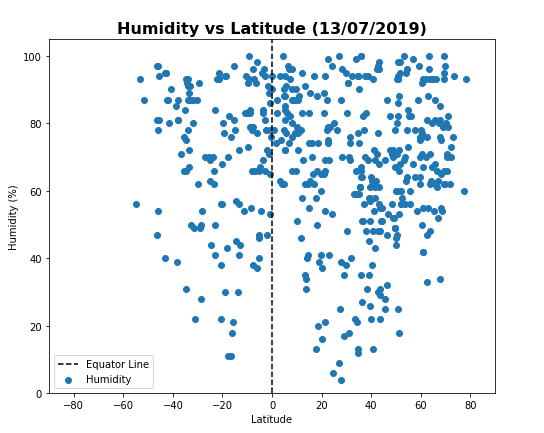 Humidity vs Latitude (13/07/2019)
Humidity (%)
100
80
60
40
20
0
Equator Line
Humidity
−80 −60 −40 −20 0 20 40 60 80
Latitude